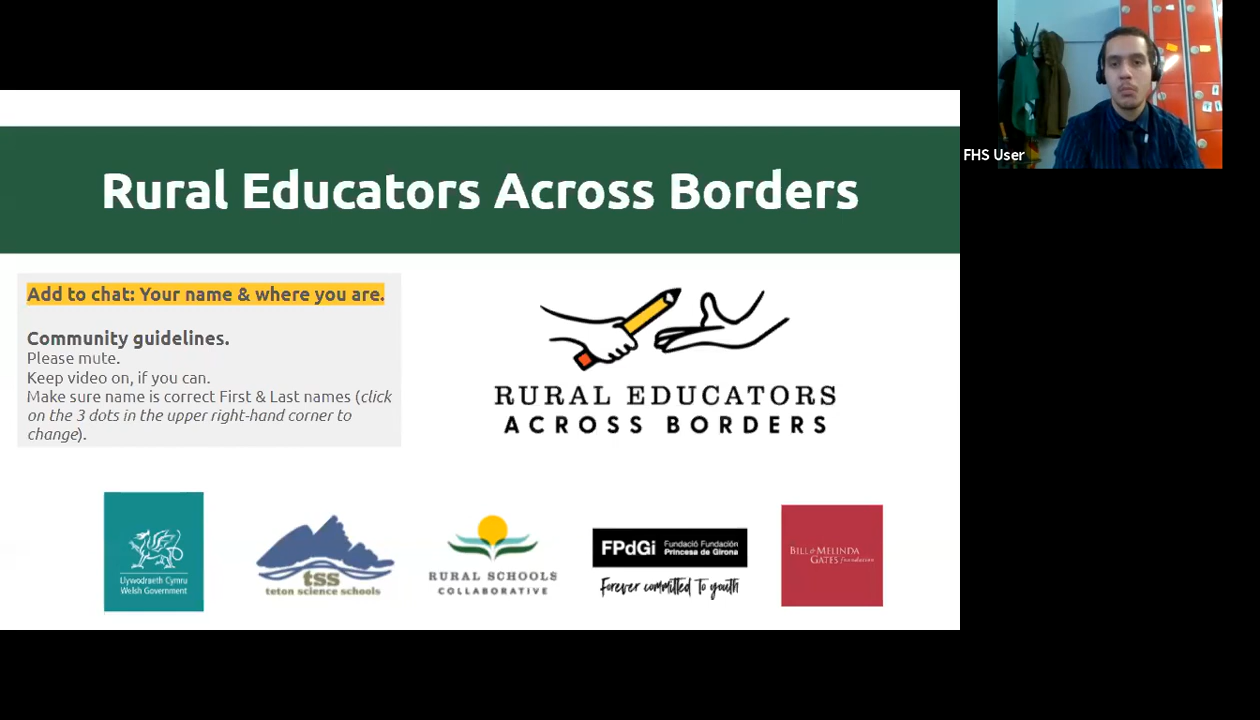 Rural Educators Across Borders
FHS User
Add to chat: Your name & where you are.
Community guidelines.
Please mute.
Keep video on, if you can.
Make sure name is correct First & Last names (click
on the 3 dots in the upper right-hand corner to
change).
RURAL EDUCATORS
ACROSS BORDERS
Llywodraeth Cymru
Welsh Government
tss
teton science schools
RURAL SCHOOLS
COLLABORATIVE
FPdGi Fundació Fundación
Princesa de Girona
Forever committed to youth
BILL & MELINDA
GATES foundation